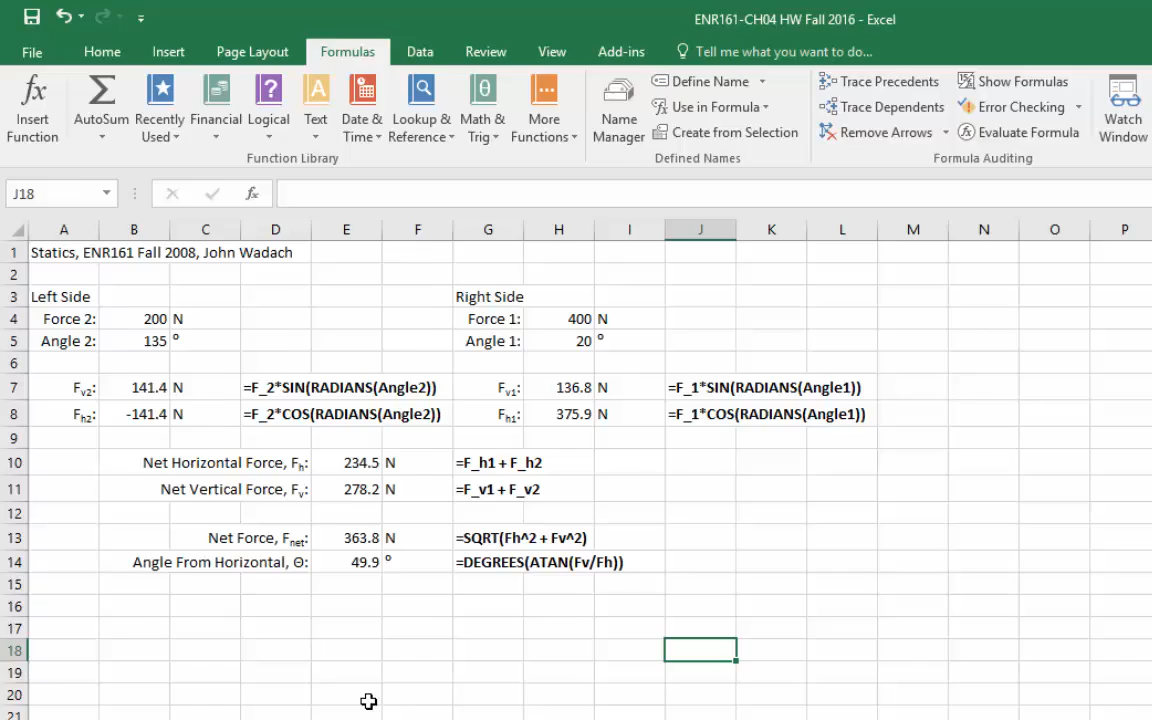 ENR161-CH04 HW Fall 2016 - Excel
File Home Insert Page Layout Formulas Data Review View Add-ins Tell me what you want to do...
fx Insert Function
Σ AutoSum
Recently Used
Financial
Logical
A Text
Date & Time
Lookup & Reference
θ Math & Trig
More Functions
Function Library
Name Manager
Define Name
Use in Formula
Create from Selection
Defined Names
Trace Precedents
Trace Dependents
Remove Arrows
Show Formulas
Error Checking
Evaluate Formula
Formula Auditing
Watch Window
J18 fx
A B C D E F G H I J K L M N O P
1 Statics, ENR161 Fall 2008, John Wadach
2
3 Left Side Right Side
4 Force 2: 200 N Force 1: 400 N
5 Angle 2: 135 º Angle 1: 20 º
6
7 Fv2: 141.4 N =F_2*SIN(RADIANS(Angle2)) Fv1: 136.8 N =F_1*SIN(RADIANS(Angle1))
8 Fh2: -141.4 N =F_2*COS(RADIANS(Angle2)) Fh1: 375.9 N =F_1*COS(RADIANS(Angle1))
9
10 Net Horizontal Force, Fh: 234.5 N =F_h1 + F_h2
11 Net Vertical Force, Fv: 278.2 N =F_v1 + F_v2
12
13 Net Force, Fnet: 363.8 N =SQRT(Fh^2 + Fv^2)
14 Angle From Horizontal, Θ: 49.9 º =DEGREES(ATAN(Fv/Fh))
15
16
17
18
19
20
21